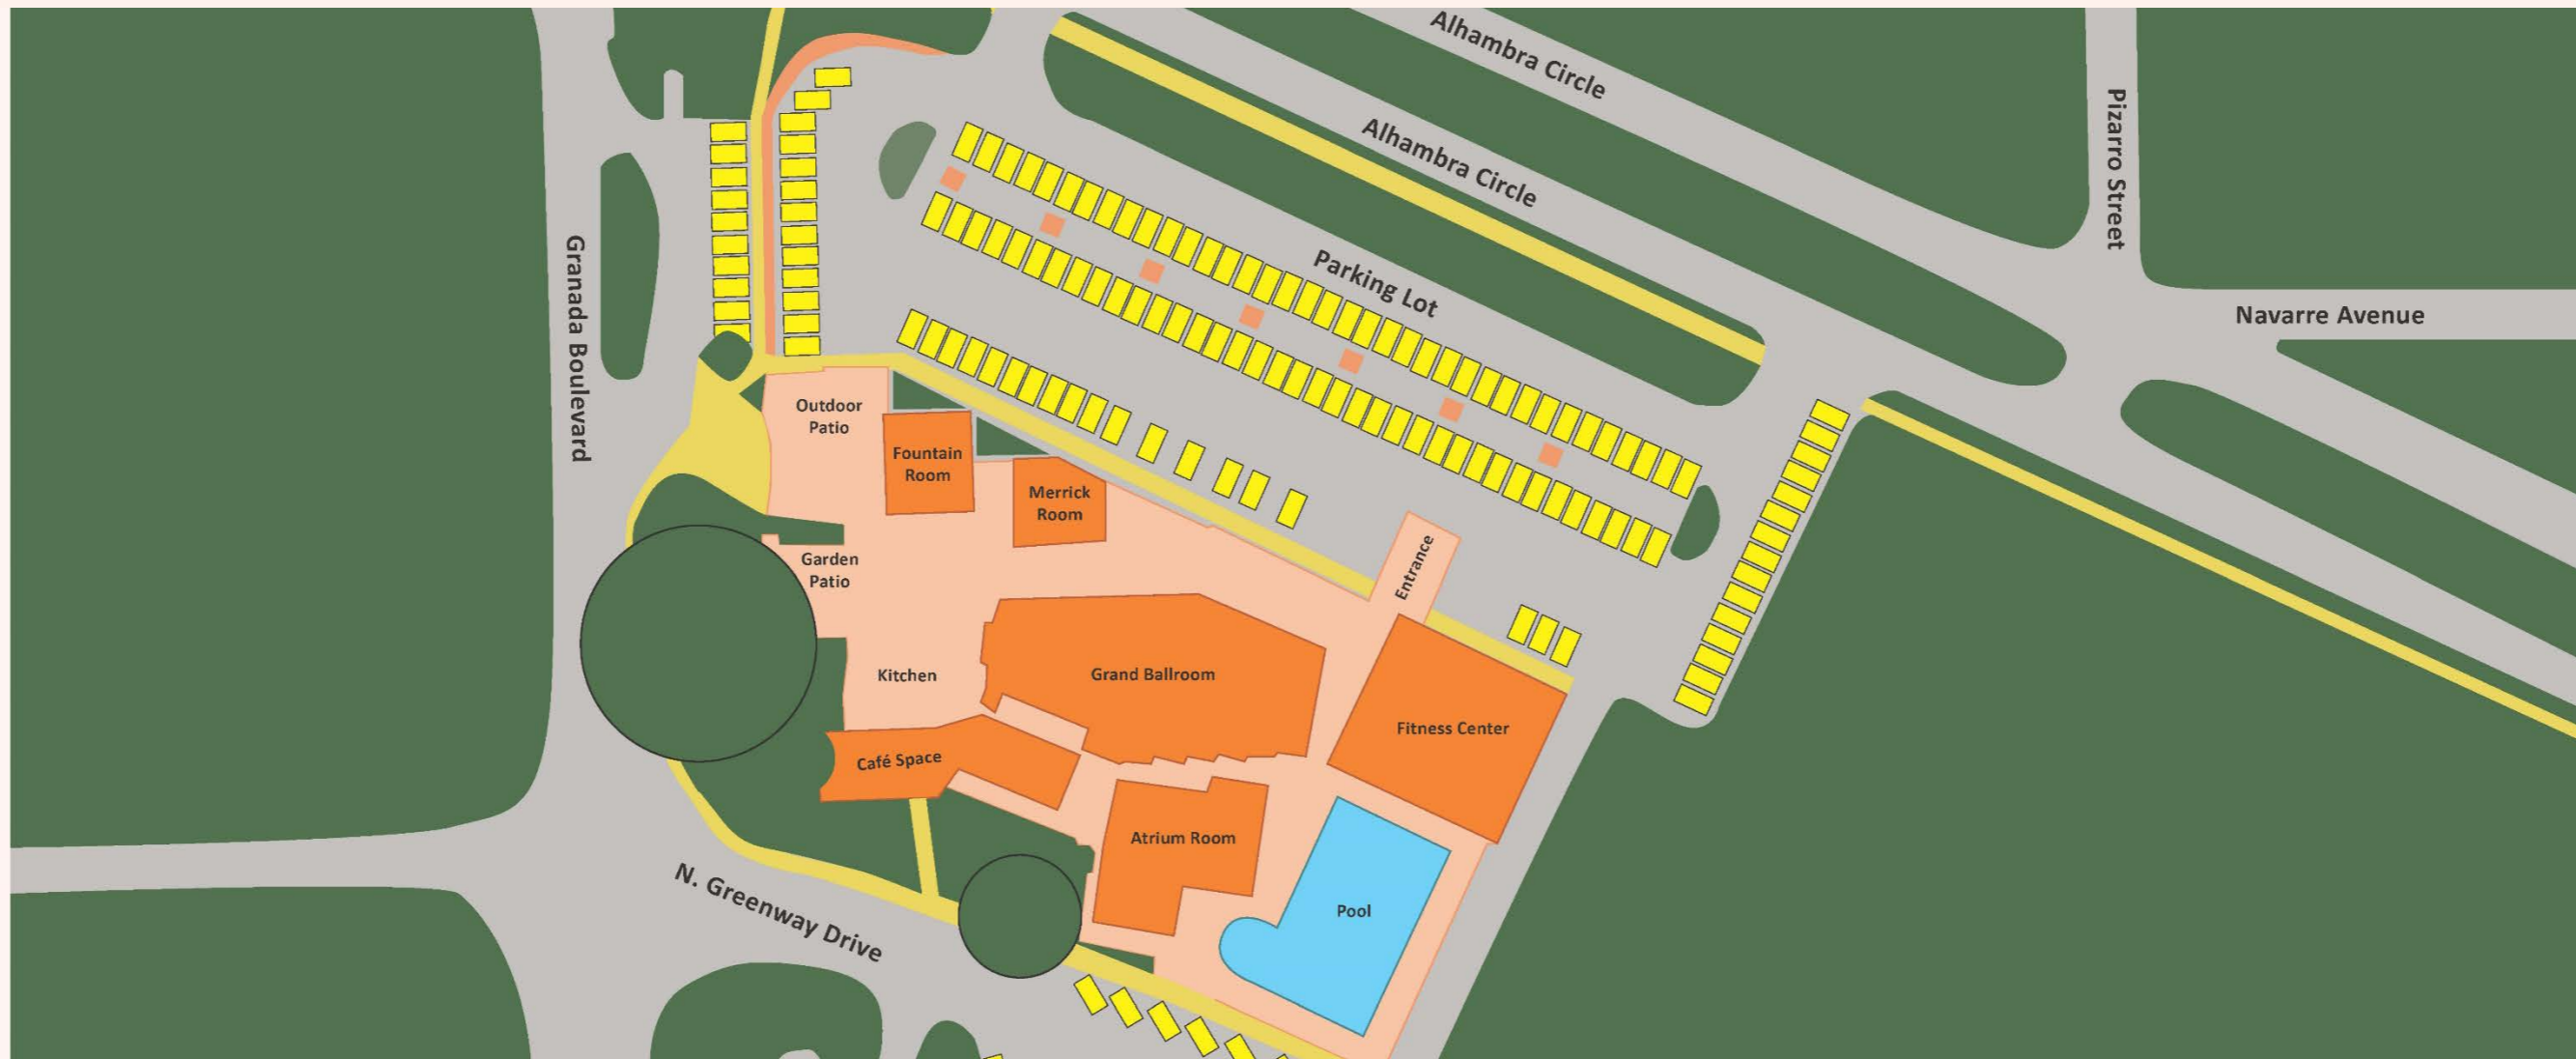 Alhambra Circle
Alhambra Circle
Pizarro Street
Navarre Avenue
Parking Lot
Granada Boulevard
Outdoor
Patio
Fountain
Room
Merrick
Room
Entrance
Garden
Patio
Kitchen
Grand Ballroom
Fitness Center
Café Space
Atrium Room
Pool
N. Greenway Drive